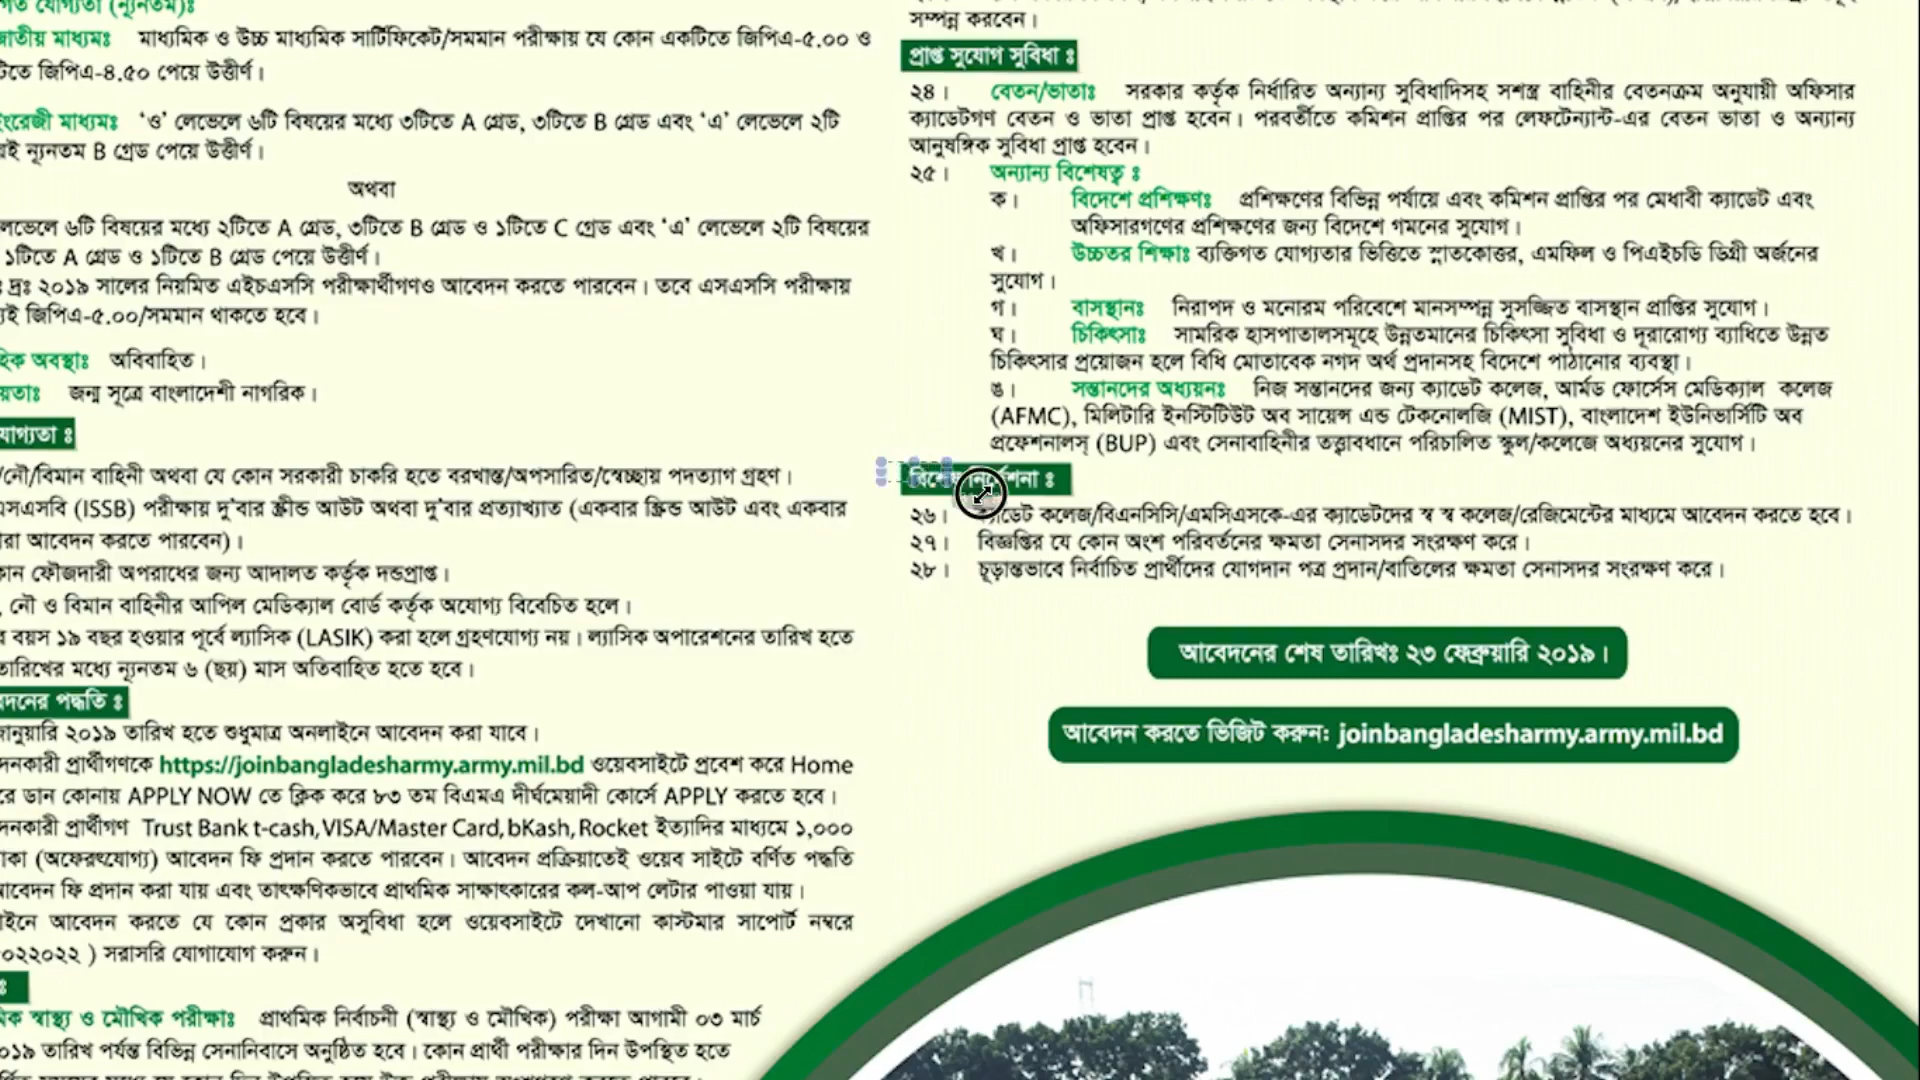 গত যোগ্যতা (ন্যূনতম)ঃ
জাতীয় মাধ্যমঃ মাধ্যমিক ও উচ্চ মাধ্যমিক সার্টিফিকেট/সমমান পরীক্ষায় যে কোন একটিতে জিপিএ-৫.০০ ও
টিতে জিপিএ-৪.৫০ পেয়ে উত্তীর্ণ।
ইংরেজী মাধ্যমঃ ‘ও’ লেভেলে ৬টি বিষয়ের মধ্যে ৩টিতে A গ্রেড, ৩টিতে B গ্রেড এবং ‘এ’ লেভেলে ২টি
য়ই ন্যূনতম B গ্রেড পেয়ে উত্তীর্ণ।
অথবা
লেভেলে ৬টি বিষয়ের মধ্যে ২টিতে A গ্রেড, ৩টিতে B গ্রেড ও ১টিতে C গ্রেড এবং ‘এ’ লেভেলে ২টি বিষয়ের
১টিতে A গ্রেড ও ১টিতে B গ্রেড পেয়ে উত্তীর্ণ।
দ্রঃ ২০১৯ সালের নিয়মিত এইচএসসি পরীক্ষার্থীগণও আবেদন করতে পারবেন। তবে এসএসসি পরীক্ষায়
ই জিপিএ-৫.০০/সমমান থাকতে হবে।
হিক অবস্থাঃ অবিবাহিত।
য়তাঃ জন্ম সূত্রে বাংলাদেশী নাগরিক।
যোগ্যতা ঃ
/নৌ/বিমান বাহিনী অথবা যে কোন সরকারী চাকরি হতে বরখাস্ত/অপসারিত/স্বেচ্ছায় পদত্যাগ গ্রহণ।
এসএসবি (ISSB) পরীক্ষায় দু'বার স্ক্রীন্ড আউট অথবা দু'বার প্রত্যাখ্যাত (একবার স্ক্রিন্ড আউট এবং একবার
রা আবেদন করতে পারবেন)।
কোন ফৌজদারী অপরাধের জন্য আদালত কর্তৃক দন্ডপ্রাপ্ত।
, নৌ ও বিমান বাহিনীর আপিল মেডিক্যাল বোর্ড কর্তৃক অযোগ্য বিবেচিত হলে।
র বয়স ১৯ বছর হওয়ার পূর্বে ল্যাসিক (LASIK) করা হলে গ্রহণযোগ্য নয়। ল্যাসিক অপারেশনের তারিখ হতে
তারিখের মধ্যে ন্যূনতম ৬ (ছয়) মাস অতিবাহিত হতে হবে।
বেদনের পদ্ধতি ঃ
জানুয়ারি ২০১৯ তারিখ হতে শুধুমাত্র অনলাইনে আবেদন করা যাবে।
দনকারী প্রার্থীগণকে https://joinbangladesharmy.army.mil.bd ওয়েবসাইটে প্রবেশ করে Home
রে ডান কোনায় APPLY NOW তে ক্লিক করে ৮৩ তম বিএমএ দীর্ঘমেয়াদী কোর্সে APPLY করতে হবে।
দনকারী প্রার্থীগণ Trust Bank t-cash, VISA/Master Card, bKash, Rocket ইত্যাদির মাধ্যমে ১,০০০
াকা (অফেরৎযোগ্য) আবেদন ফি প্রদান করতে পারবেন। আবেদন প্রক্রিয়াতেই ওয়েব সাইটে বর্ণিত পদ্ধতি
আবেদন ফি প্রদান করা যায় এবং তাৎক্ষণিকভাবে প্রাথমিক সাক্ষাৎকারের কল-আপ লেটার পাওয়া যায়।
াইনে আবেদন করতে যে কোন প্রকার অসুবিধা হলে ওয়েবসাইটে দেখানো কাস্টমার সাপোর্ট নম্বরে
০২২০২২ ) সরাসরি যোগাযোগ করুন।
ঃ
মিক স্বাস্থ্য ও মৌখিক পরীক্ষাঃ প্রাথমিক নির্বাচনী (স্বাস্থ্য ও মৌখিক) পরীক্ষা আগামী ০৩ মার্চ
০১৯ তারিখ পর্যন্ত বিভিন্ন সেনানিবাসে অনুষ্ঠিত হবে। কোন প্রার্থী পরীক্ষার দিন উপস্থিত হতে
সম্পন্ন করবেন।
প্রাপ্ত সুযোগ সুবিধা ঃ
২৪। বেতন/ভাতাঃ সরকার কর্তৃক নির্ধারিত অন্যান্য সুবিধাদিসহ সশস্ত্র বাহিনীর বেতনক্রম অনুযায়ী অফিসার
ক্যাডেটগণ বেতন ও ভাতা প্রাপ্ত হবেন। পরবর্তীতে কমিশন প্রাপ্তির পর লেফটেন্যান্ট-এর বেতন ভাতা ও অন্যান্য
আনুষঙ্গিক সুবিধা প্রাপ্ত হবেন।
২৫। অন্যান্য বিশেষত্ব ঃ
ক। বিদেশে প্রশিক্ষণঃ প্রশিক্ষণের বিভিন্ন পর্যায়ে এবং কমিশন প্রাপ্তির পর মেধাবী ক্যাডেট এবং
অফিসারগণের প্রশিক্ষণের জন্য বিদেশে গমনের সুযোগ।
খ। উচ্চতর শিক্ষাঃ ব্যক্তিগত যোগ্যতার ভিত্তিতে স্নাতকোত্তর, এমফিল ও পিএইচডি ডিগ্রী অর্জনের
সুযোগ।
গ। বাসস্থানঃ নিরাপদ ও মনোরম পরিবেশে মানসম্পন্ন সুসজ্জিত বাসস্থান প্রাপ্তির সুযোগ।
ঘ। চিকিৎসাঃ সামরিক হাসপাতালসমূহে উন্নতমানের চিকিৎসা সুবিধা ও দূরারোগ্য ব্যাধিতে উন্নত
চিকিৎসার প্রয়োজন হলে বিধি মোতাবেক নগদ অর্থ প্রদানসহ বিদেশে পাঠানোর ব্যবস্থা।
ঙ। সন্তানদের অধ্যয়নঃ নিজ সন্তানদের জন্য ক্যাডেট কলেজ, আর্মড ফোর্সেস মেডিক্যাল কলেজ
(AFMC), মিলিটারি ইনস্টিটিউট অব সায়েন্স এন্ড টেকনোলজি (MIST), বাংলাদেশ ইউনিভার্সিটি অব
প্রফেশনালস্ (BUP) এবং সেনাবাহিনীর তত্ত্বাবধানে পরিচালিত স্কুল/কলেজে অধ্যয়নের সুযোগ।
বিশেষ নির্দেশনা ঃ
২৬। ক্যাডেট কলেজ/বিএনসিসি/এমসিএসকে-এর ক্যাডেটদের স্ব স্ব কলেজ/রেজিমেন্টের মাধ্যমে আবেদন করতে হবে।
২৭। বিজ্ঞপ্তির যে কোন অংশ পরিবর্তনের ক্ষমতা সেনাসদর সংরক্ষণ করে।
২৮। চূড়ান্তভাবে নির্বাচিত প্রার্থীদের যোগদান পত্র প্রদান/বাতিলের ক্ষমতা সেনাসদর সংরক্ষণ করে।
আবেদনের শেষ তারিখঃ ২৩ ফেব্রুয়ারি ২০১৯।
আবেদন করতে ভিজিট করুন: joinbangladesharmy.army.mil.bd